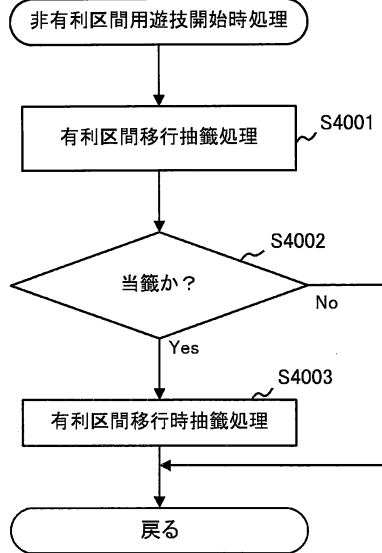 非有利区間用遊技開始時処理
有利区間移行抽籤処理
S4001
S4002
当籤か？
No
Yes
S4003
有利区間移行時抽籤処理
戻る